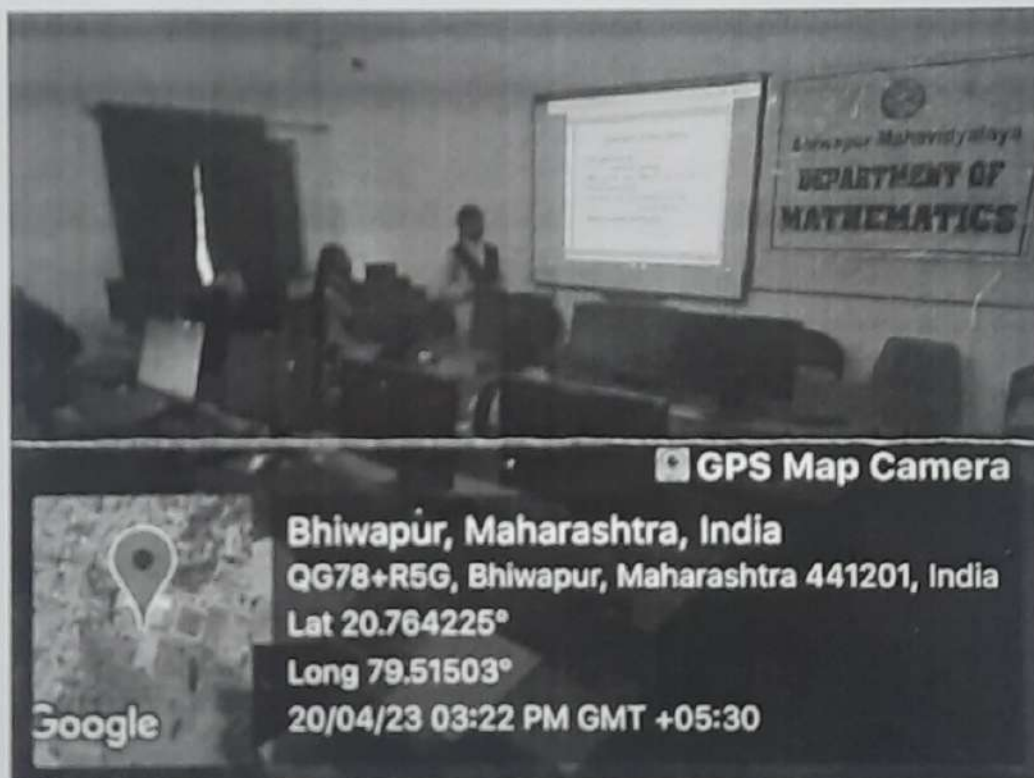 Bhiwapur Mahavidyalaya
DEPARTMENT OF
MATHEMATICS
GPS Map Camera
Bhiwapur, Maharashtra, India
QG78+R5G, Bhiwapur, Maharashtra 441201, India
Lat 20.764225°
Long 79.51503°
20/04/23 03:22 PM GMT +05:30
Google